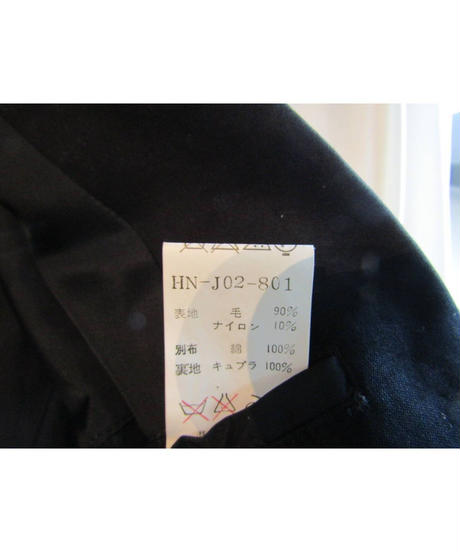 HN-J02-801
表地 毛 90%
ナイロン 10%
別布 綿 100%
裏地 キュプラ 100%